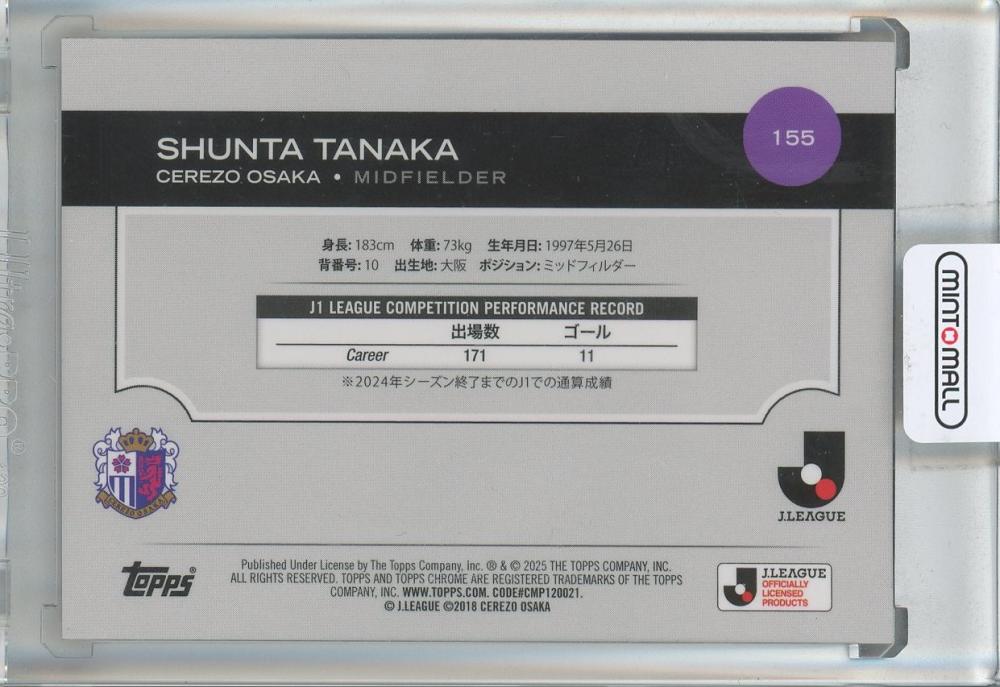 155
SHUNTA TANAKA
CEREZO OSAKA • MIDFIELDER
身長: 183cm 体重: 73kg 生年月日: 1997年5月26日
背番号: 10 出生地: 大阪 ポジション: ミッドフィルダー
J1 LEAGUE COMPETITION PERFORMANCE RECORD
出場数 ゴール
Career 171 11
※2024年シーズン終了までのJ1での通算成績
CEREZO OSAKA
J.LEAGUE
Topps®
Published Under License by The Topps Company, Inc. ® & © 2025 THE TOPPS COMPANY, INC.
ALL RIGHTS RESERVED. TOPPS AND TOPPS CHROME ARE REGISTERED TRADEMARKS OF THE TOPPS
COMPANY, INC. WWW.TOPPS.COM. CODE#CMP120021.
© J.LEAGUE ©2018 CEREZO OSAKA
J.LEAGUE
OFFICIALLY
LICENSED
PRODUCTS
MINT MALL